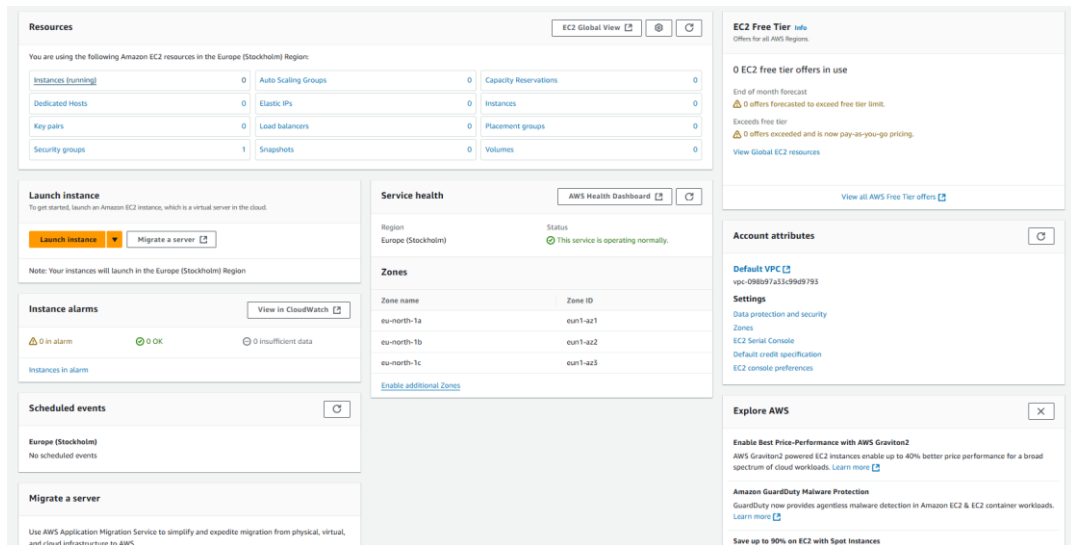 Resources
EC2 Global View
You are using the following Amazon EC2 resources in the Europe (Stockholm) Region:
Instances (running) 0 Auto Scaling Groups 0 Capacity Reservations 0
Dedicated Hosts 0 Elastic IPs 0 Instances 0
Key pairs 0 Load balancers 0 Placement groups 0
Security groups 1 Snapshots 0 Volumes 0
Launch instance
To get started, launch an Amazon EC2 instance, which is a virtual server in the cloud.
Launch instance Migrate a server
Note: Your instances will launch in the Europe (Stockholm) Region
Instance alarms View in CloudWatch
0 in alarm 0 OK 0 insufficient data
Instances in alarm
Scheduled events
Europe (Stockholm)
No scheduled events
Migrate a server
Use AWS Application Migration Service to simplify and expedite migration from physical, virtual,
and cloud infrastructure to AWS.
Service health AWS Health Dashboard
Region Status
Europe (Stockholm) This service is operating normally.
Zones
Zone name Zone ID
eu-north-1a eun1-az1
eu-north-1b eun1-az2
eu-north-1c eun1-az3
Enable additional Zones
EC2 Free Tier Info
Offers for all AWS Regions.
0 EC2 free tier offers in use
End of month forecast
0 offers forecasted to exceed free tier limit.
Exceeds free tier
0 offers exceeded and is now pay-as-you-go pricing.
View Global EC2 resources
View all AWS Free Tier offers
Account attributes
Default VPC
vpc-098b97a33c99d9793
Settings
Data protection and security
Zones
EC2 Serial Console
Default credit specification
EC2 console preferences
Explore AWS
Enable Best Price-Performance with AWS Graviton2
AWS Graviton2 powered EC2 instances enable up to 40% better price performance for a broad
spectrum of cloud workloads. Learn more
Amazon GuardDuty Malware Protection
GuardDuty now provides agentless malware detection in Amazon EC2 & EC2 container workloads.
Learn more
Save up to 90% on EC2 with Spot Instances